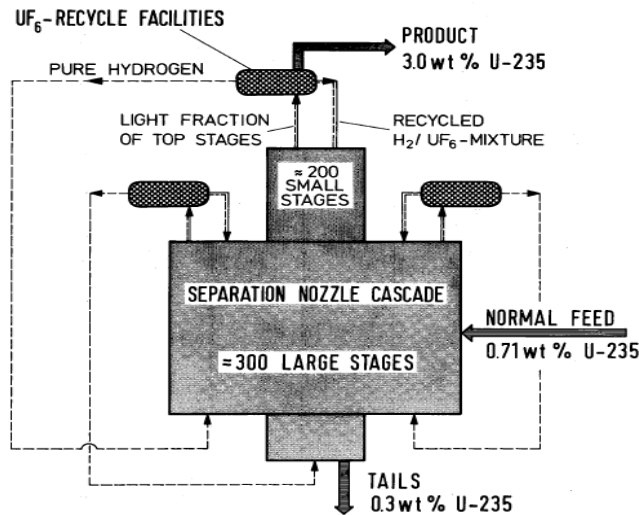 UF₆-RECYCLE FACILITIES
PRODUCT
3.0 wt % U-235
PURE HYDROGEN
LIGHT FRACTION
OF TOP STAGES
RECYCLED
H₂/ UF₆-MIXTURE
≈ 200
SMALL
STAGES
SEPARATION NOZZLE CASCADE
≈300 LARGE STAGES
NORMAL FEED
0.71 wt % U-235
TAILS
0.3 wt % U-235